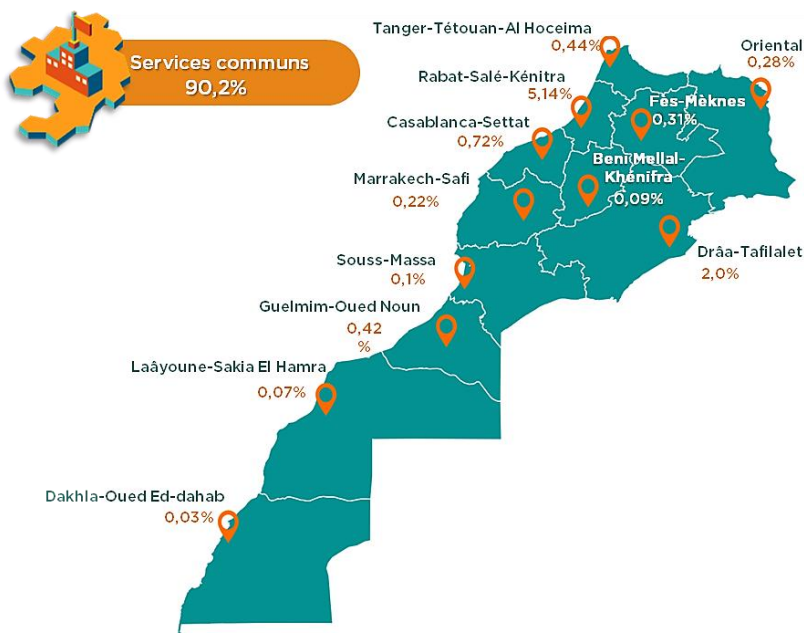 Services communs
90,2%
Tanger-Tétouan-Al Hoceima
0,44%
Oriental
0,28%
Rabat-Salé-Kénitra
5,14%
Fès-Mèknes
0,31%
Casablanca-Settat
0,72%
Beni Mellal-
Khénifra
0,09%
Marrakech-Safi
0,22%
Drâa-Tafilalet
2,0%
Souss-Massa
0,1%
Guelmim-Oued Noun
0,42
%
Laâyoune-Sakia El Hamra
0,07%
Dakhla-Oued Ed-dahab
0,03%